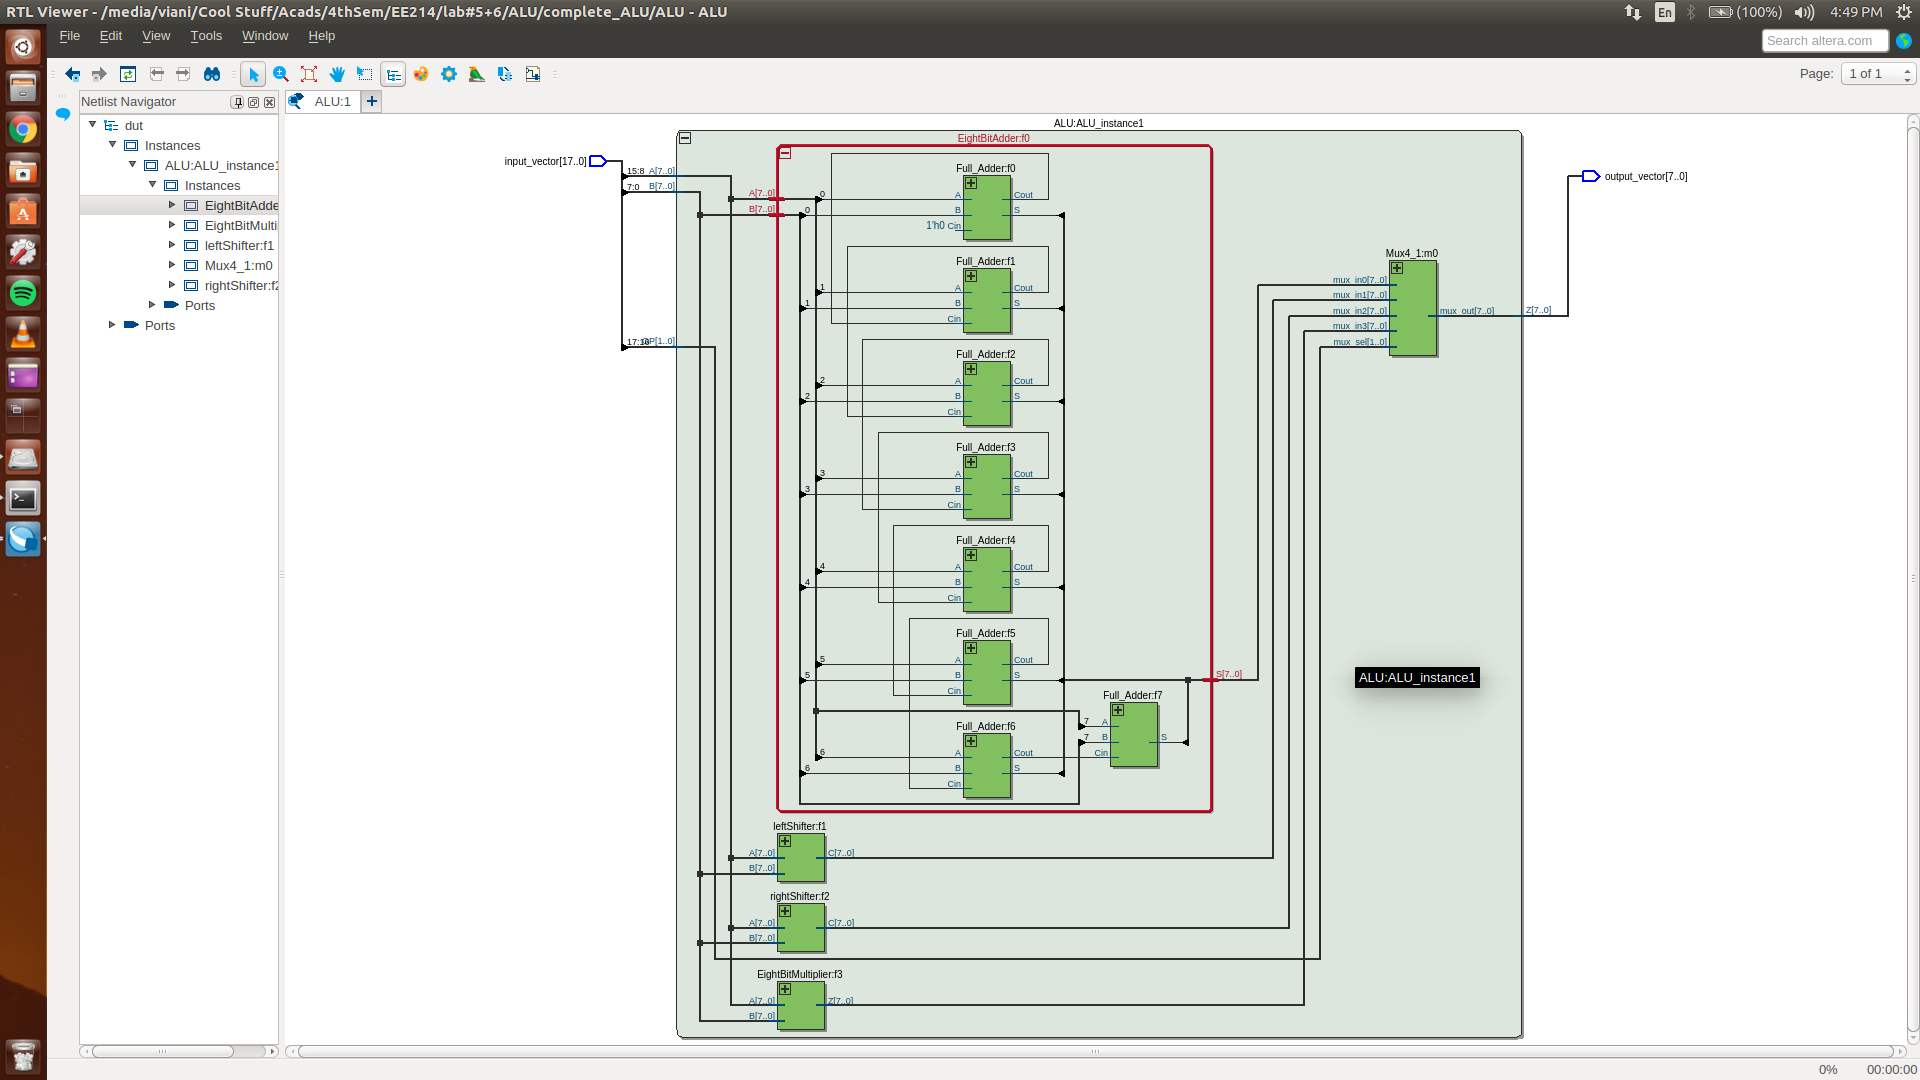 RTL Viewer - /media/viani/Cool Stuff/Acads/4thSem/EE214/lab#5+6/ALU/complete_ALU/ALU - ALU
En (100%) 4:49 PM
File Edit View Tools Window Help
Search altera.com
Page: 1 of 1
Netlist Navigator
ALU:1
dut
Instances
ALU:ALU_instance1
Instances
EightBitAdde
EightBitMulti
leftShifter:f1
Mux4_1:m0
rightShifter:f2
Ports
Ports
ALU:ALU_instance1
EightBitAdder:f0
input_vector[17..0]
15:8 A[7..0]
7:0 B[7..0]
17:16 OP[1..0]
A[7..0]
B[7..0]
Full_Adder:f0
0 A Cout
0 B S
1'h0 Cin
Full_Adder:f1
1 A Cout
1 B S
Cin
Full_Adder:f2
2 A Cout
2 B S
Cin
Full_Adder:f3
3 A Cout
3 B S
Cin
Full_Adder:f4
4 A Cout
4 B S
Cin
Full_Adder:f5
5 A Cout
5 B S
Cin
Full_Adder:f6
6 A Cout
6 B S
Cin
Full_Adder:f7
7 A
7 B S
Cin
S[7..0]
output_vector[7..0]
Mux4_1:m0
mux_in0[7..0]
mux_in1[7..0]
mux_in2[7..0] mux_out[7..0] Z[7..0]
mux_in3[7..0]
mux_sel[1..0]
ALU:ALU_instance1
leftShifter:f1
A[7..0] C[7..0]
B[7..0]
rightShifter:f2
A[7..0] C[7..0]
B[7..0]
EightBitMultiplier:f3
A[7..0] Z[7..0]
B[7..0]
0% 00:00:00